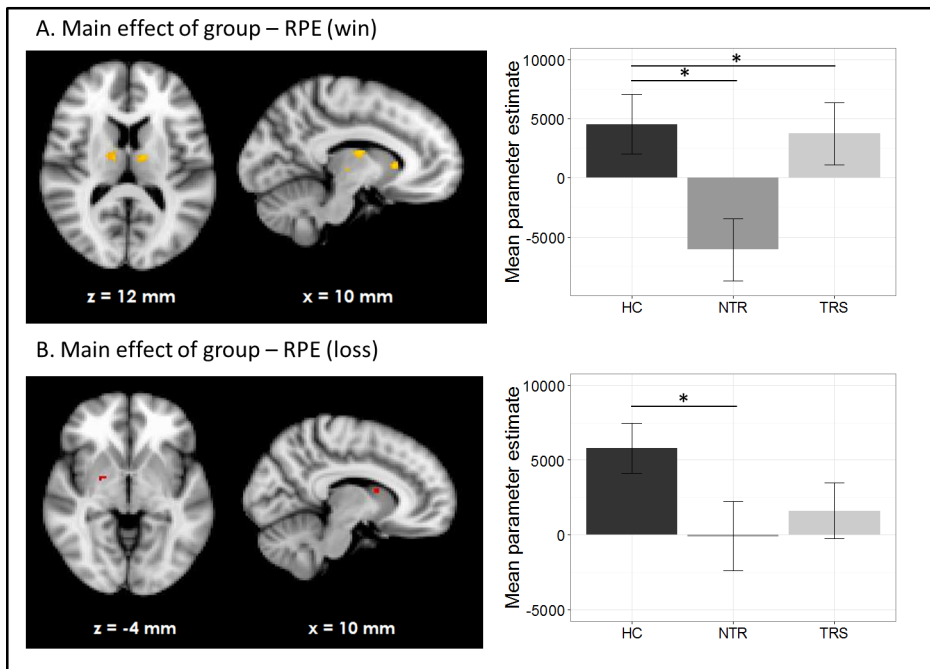 A. Main effect of group – RPE (win)
z = 12 mm
x = 10 mm
Mean parameter estimate
10000
5000
0
-5000
*
*
HC
NTR
TRS
B. Main effect of group – RPE (loss)
z = -4 mm
x = 10 mm
Mean parameter estimate
10000
5000
0
-5000
*
HC
NTR
TRS